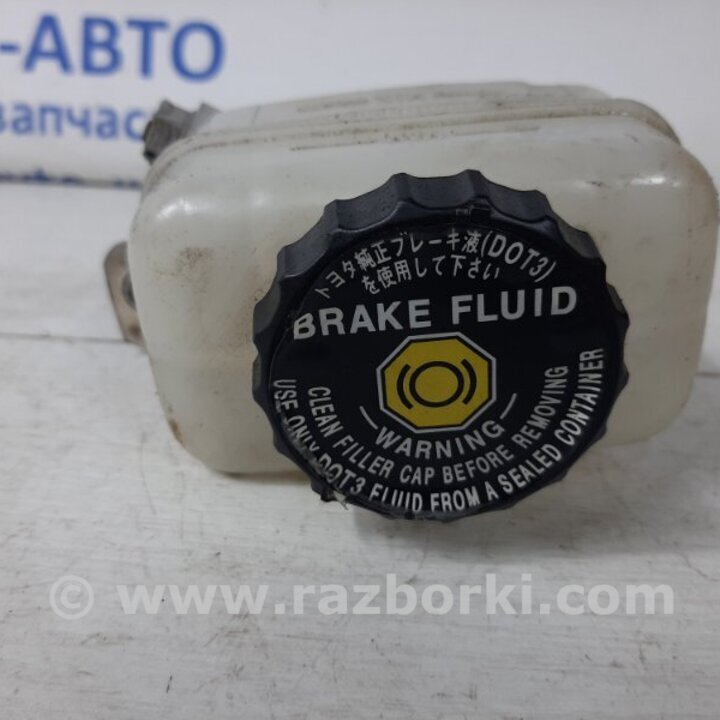 -АВТО
запчас
トヨタ純正ブレーキ液(DOT3)
を使用して下さい
BRAKE FLUID
WARNING
CLEAN FILLER CAP BEFORE REMOVING
USE ONLY DOT3 FLUID FROM A SEALED CONTAINER
© www.razborki.com